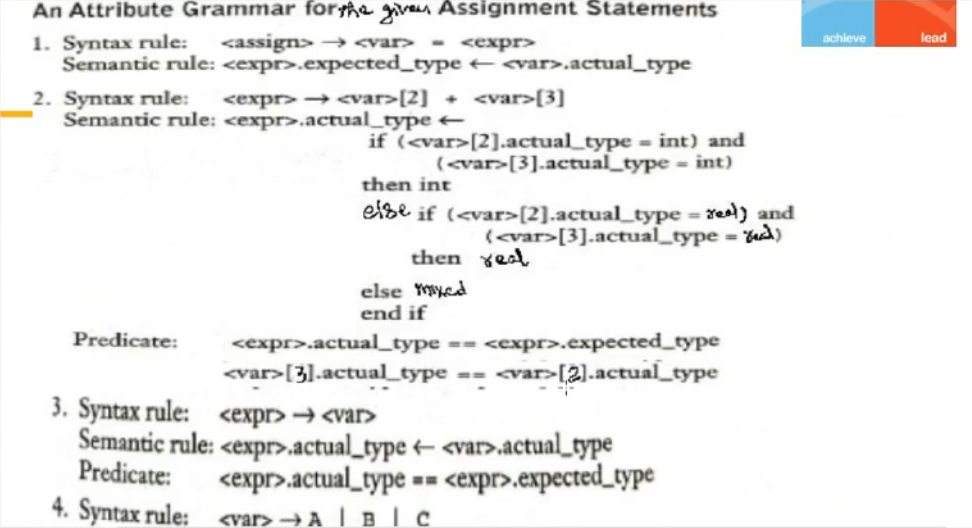 An Attribute Grammar for the given Assignment Statements
achieve lead
1. Syntax rule: <assign> → <var> = <expr>
Semantic rule: <expr>.expected_type ← <var>.actual_type
2. Syntax rule: <expr> → <var>[2] + <var>[3]
Semantic rule: <expr>.actual_type ←
if (<var>[2].actual_type = int) and
(<var>[3].actual_type = int)
then int
else if (<var>[2].actual_type = real) and
(<var>[3].actual_type = real)
then real
else mixed
end if
Predicate: <expr>.actual_type == <expr>.expected_type
<var>[3].actual_type == <var>[2].actual_type
3. Syntax rule: <expr> → <var>
Semantic rule: <expr>.actual_type ← <var>.actual_type
Predicate: <expr>.actual_type == <expr>.expected_type
4. Syntax rule: <var> → A | B | C